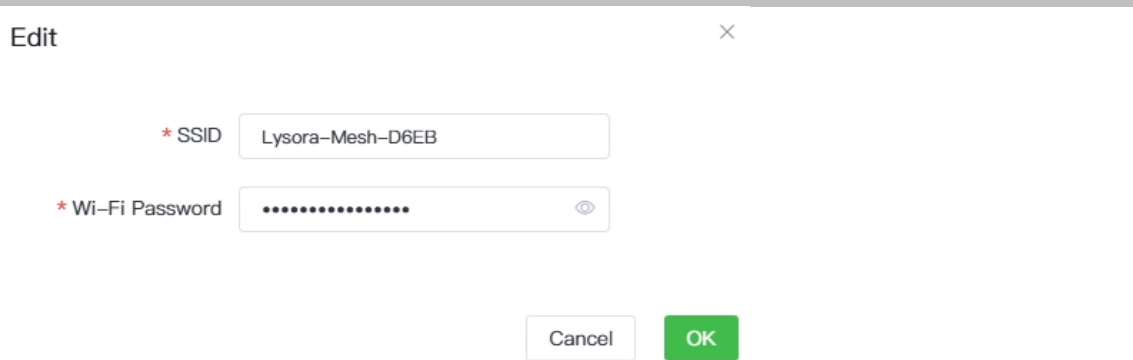 Edit
* SSID Lysora-Mesh-D6EB
* Wi-Fi Password ••••••••••••••••
Cancel OK